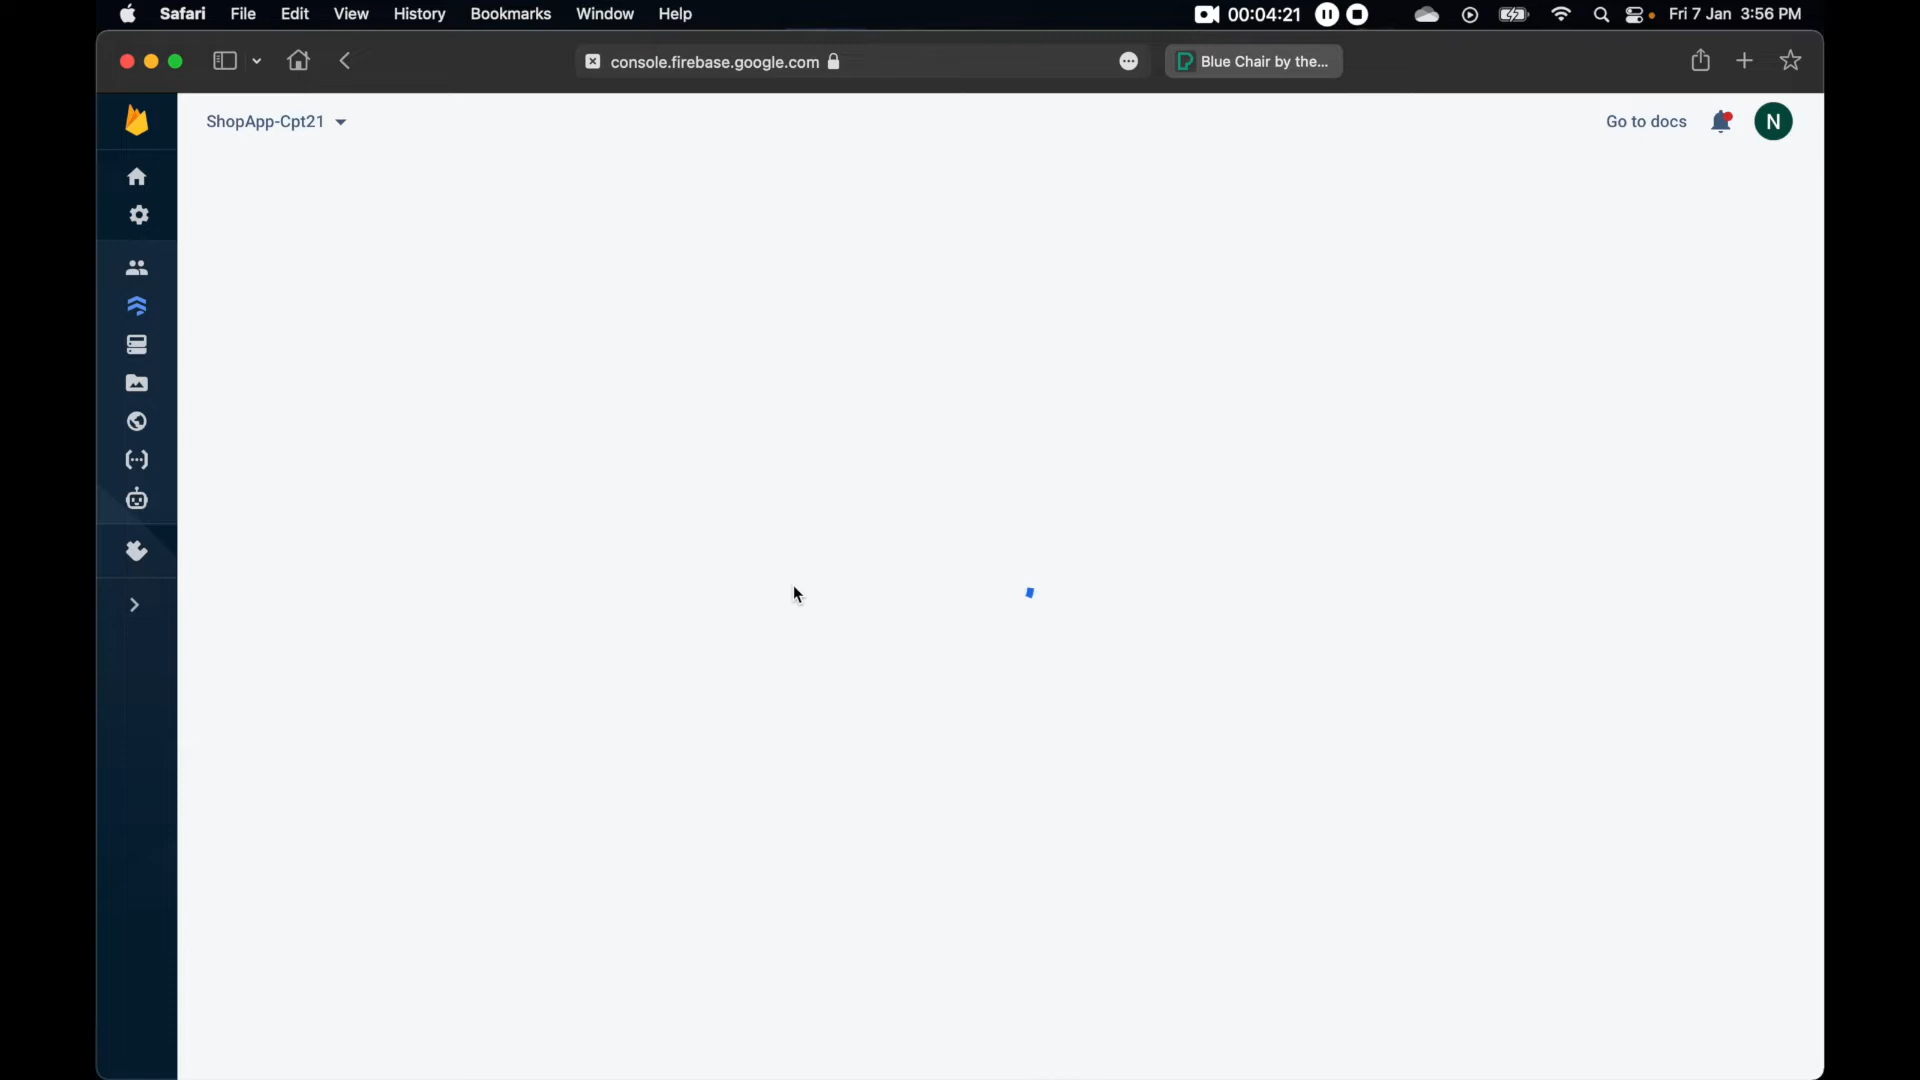 Safari File Edit View History Bookmarks Window Help 00:04:21 Fri 7 Jan 3:56 PM
console.firebase.google.com Blue Chair by the...
ShopApp-Cpt21 Go to docs N